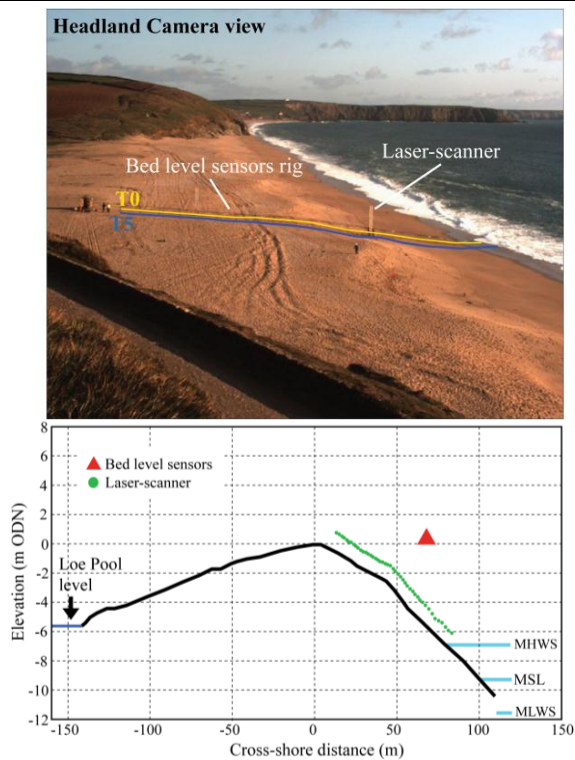 Headland Camera view
Laser-scanner
Bed level sensors rig
T0
T5
8
6
4
2
0
-2
-4
-6
-8
-10
-12
Elevation (m ODN)
Bed level sensors
Laser-scanner
Loe Pool
level
MHWS
MSL
MLWS
-150
-100
-50
0
50
100
150
Cross-shore distance (m)